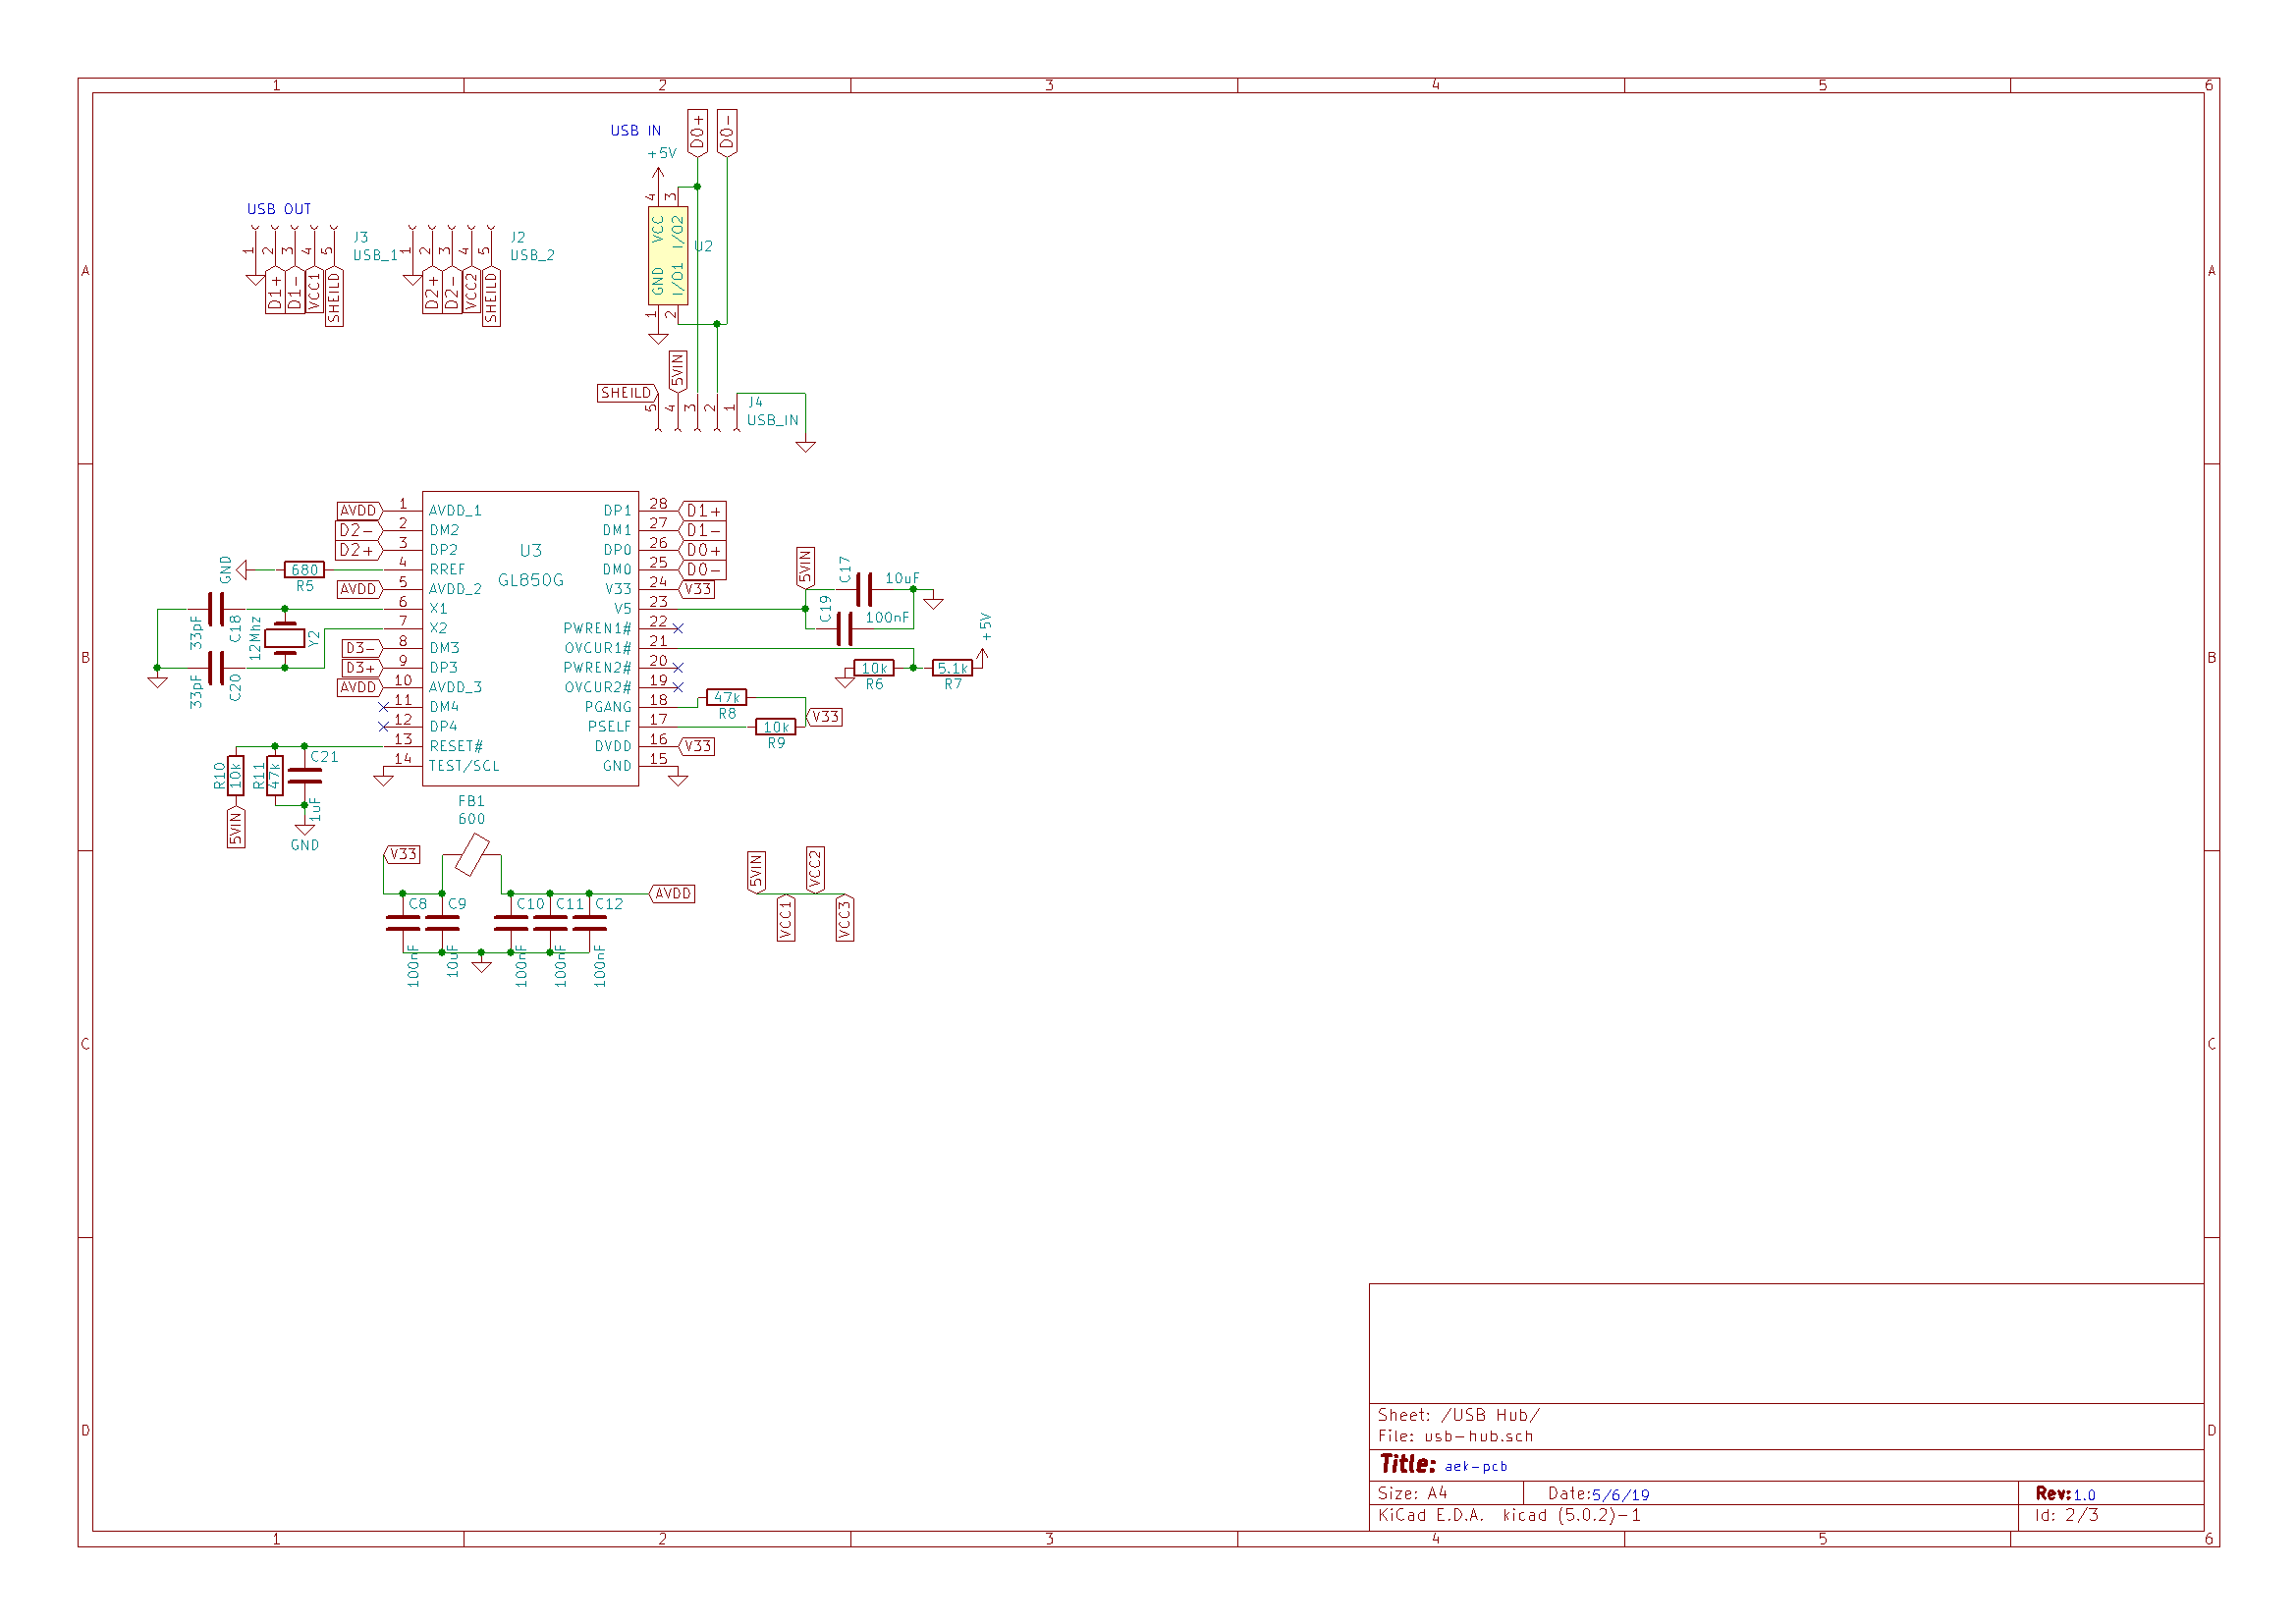 1 2 3 4 5 6
A
B
C
D
A
B
C
D
1 2 3 4 5 6
USB IN
+5V
D0+
D0-
4 3
VCC I/O2
GND I/O1
1 2
U2
USB OUT
1 2 3 4 5
J3
USB_1
D1+
D1-
VCC1
SHEILD
1 2 3 4 5
J2
USB_2
D2+
D2-
VCC2
SHEILD
SHEILD
5VIN
5 4 3 2 1
J4
USB_IN
U3
GL850G
AVDD 1 AVDD_1
D2- 2 DM2
D2+ 3 DP2
4 RREF
AVDD 5 AVDD_2
6 X1
7 X2
D3- 8 DM3
D3+ 9 DP3
AVDD 10 AVDD_3
11 DM4
12 DP4
13 RESET#
14 TEST/SCL
DP1 28 D1+
DM1 27 D1-
DP0 26 D0+
DM0 25 D0-
V33 24 V33
V5 23
PWREN1# 22
OVCUR1# 21
PWREN2# 20
OVCUR2# 19
PGANG 18
PSELF 17
DVDD 16 V33
GND 15
GND
680
R5
33pF
C18
12Mhz
Y2
33pF
C20
5VIN
C17
10uF
C19
100nF
+5V
10k
R6
5.1k
R7
47k
R8
V33
10k
R9
R10
10k
R11
47k
C21
1uF
5VIN
GND
FB1
600
V33
AVDD
C8
100nF
C9
10uF
C10
100nF
C11
100nF
C12
100nF
5VIN
VCC1
VCC2
VCC3
Sheet: /USB Hub/
File: usb-hub.sch
Title: aek-pcb
Size: A4 Date:5/6/19 Rev:1.0
KiCad E.D.A. kicad (5.0.2)-1 Id: 2/3